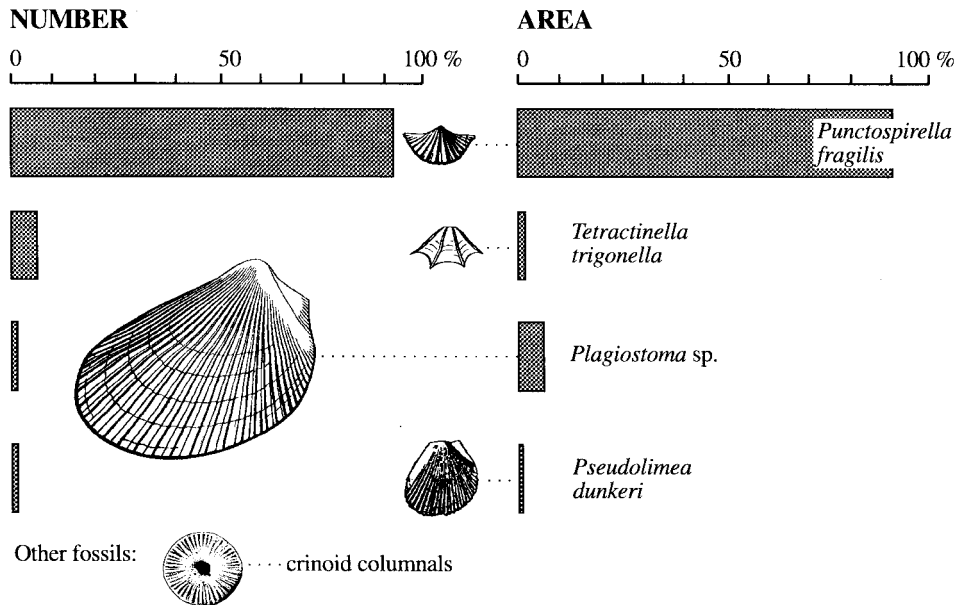 NUMBER
AREA
0 50 100 %
0 50 100 %
Punctospirella
fragilis
Tetractinella
trigonella
Plagiostoma sp.
Pseudolimea
dunkeri
Other fossils:
crinoid columnals